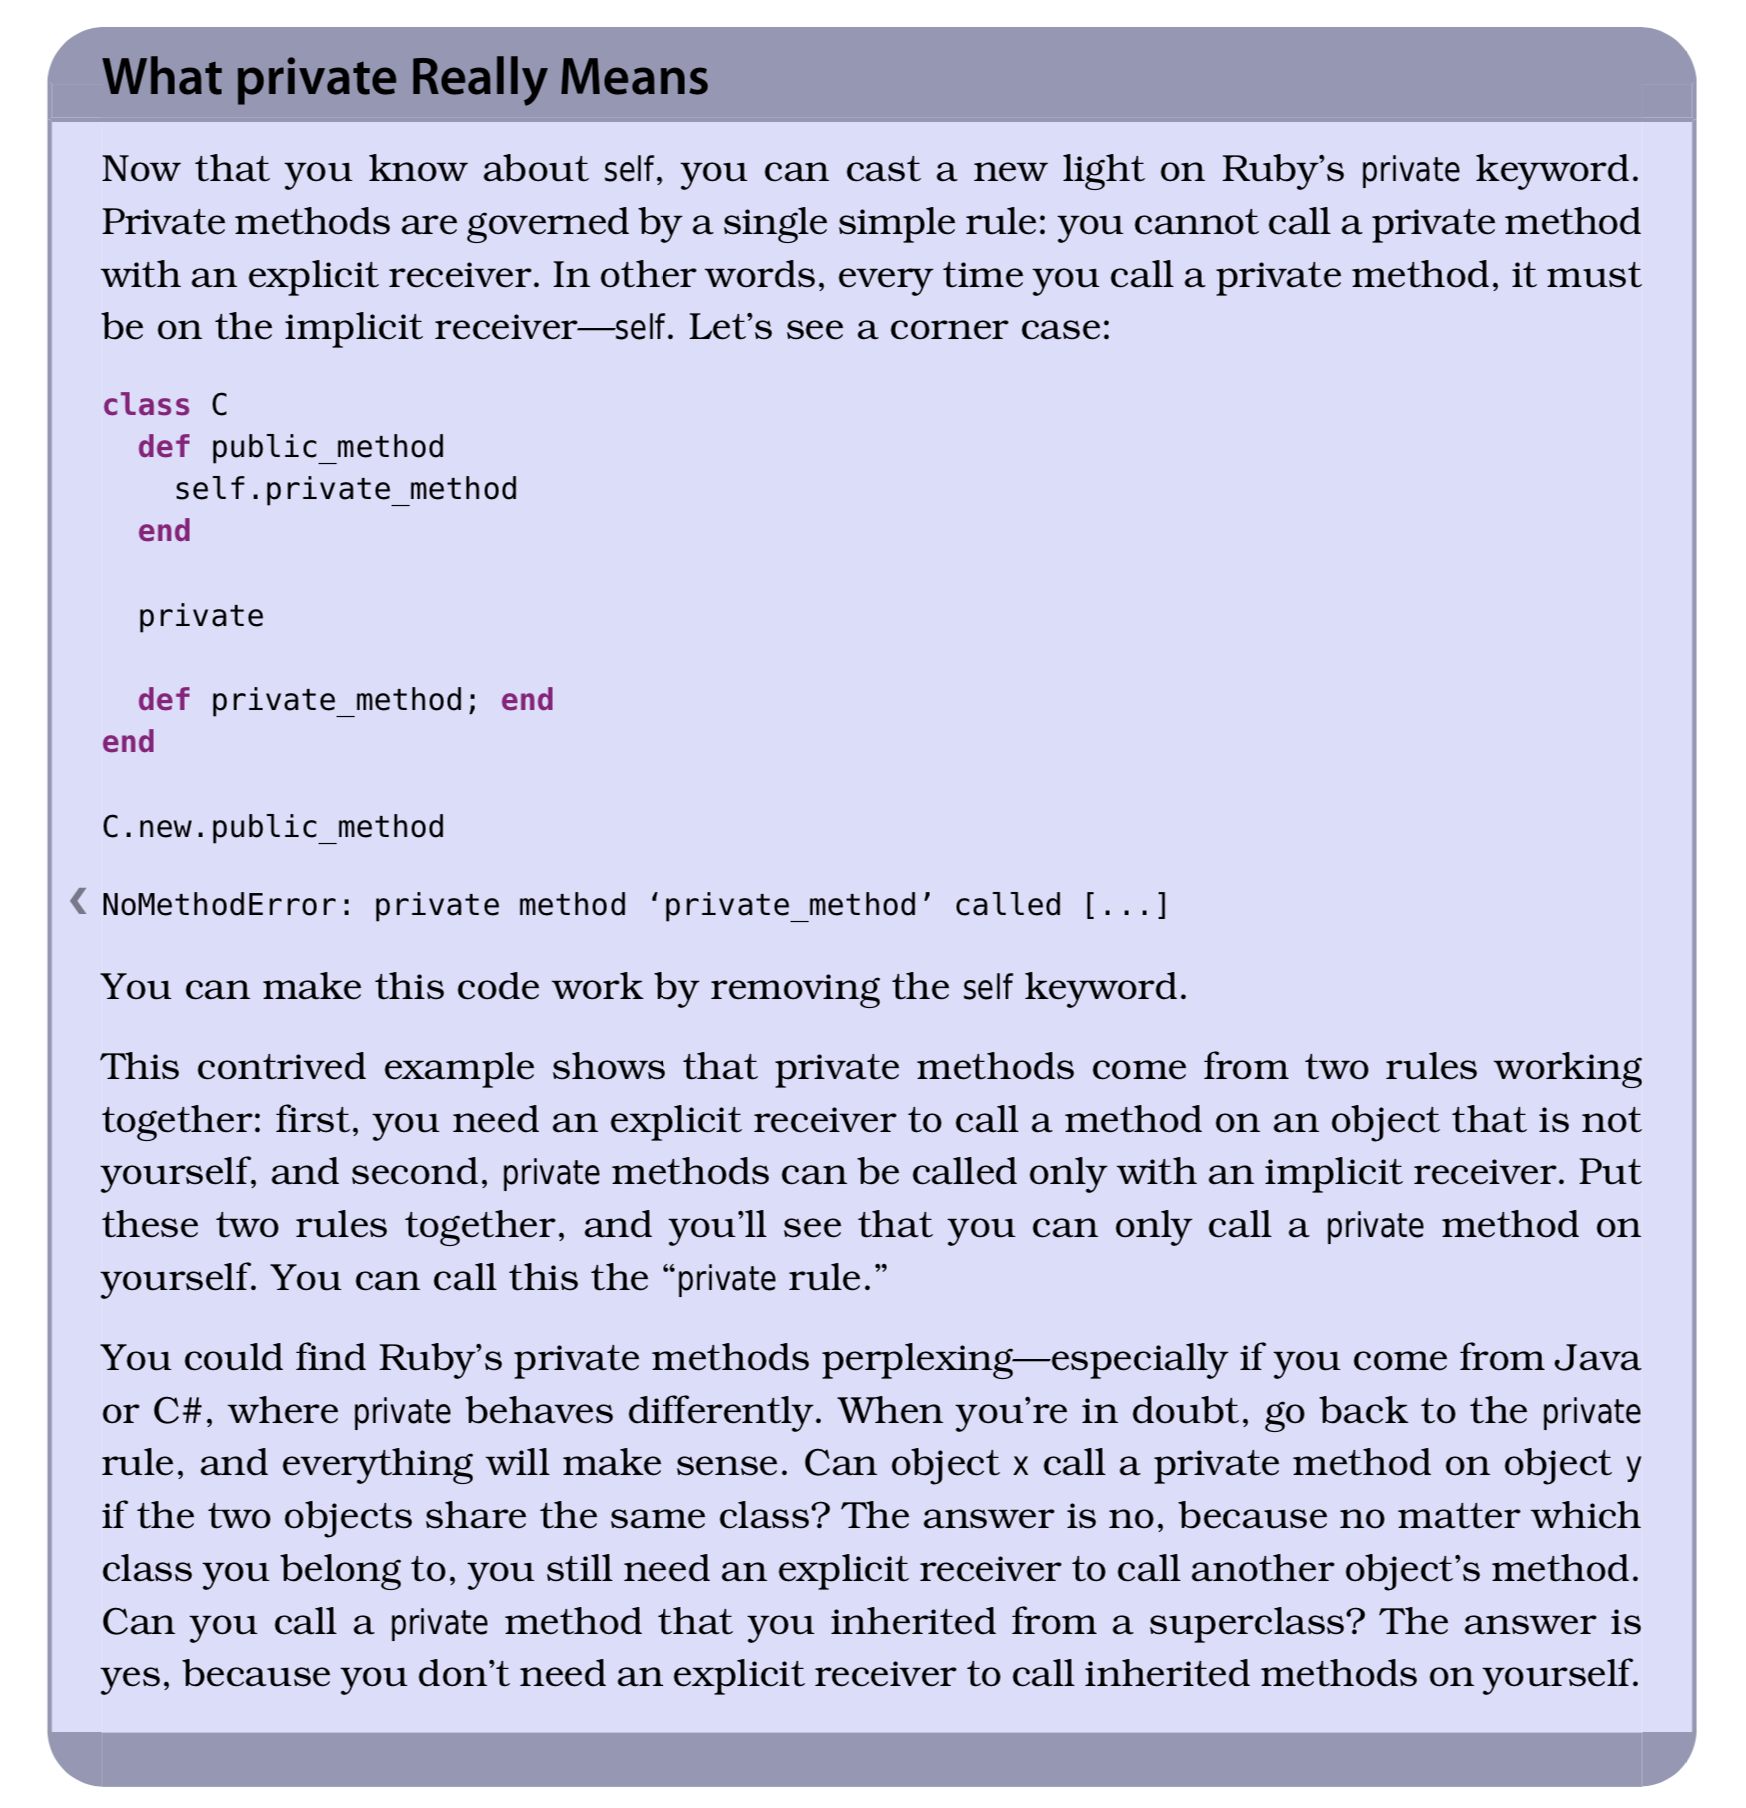 What private Really Means
Now that you know about self, you can cast a new light on Ruby’s private keyword.
Private methods are governed by a single simple rule: you cannot call a private method
with an explicit receiver. In other words, every time you call a private method, it must
be on the implicit receiver—self. Let’s see a corner case:
class C
  def public_method
    self.private_method
  end
  private
  def private_method; end
end
C.new.public_method
❮ NoMethodError: private method ‘private_method’ called [...]
You can make this code work by removing the self keyword.
This contrived example shows that private methods come from two rules working
together: first, you need an explicit receiver to call a method on an object that is not
yourself, and second, private methods can be called only with an implicit receiver. Put
these two rules together, and you’ll see that you can only call a private method on
yourself. You can call this the “private rule.”
You could find Ruby’s private methods perplexing—especially if you come from Java
or C#, where private behaves differently. When you’re in doubt, go back to the private
rule, and everything will make sense. Can object x call a private method on object y
if the two objects share the same class? The answer is no, because no matter which
class you belong to, you still need an explicit receiver to call another object’s method.
Can you call a private method that you inherited from a superclass? The answer is
yes, because you don’t need an explicit receiver to call inherited methods on yourself.